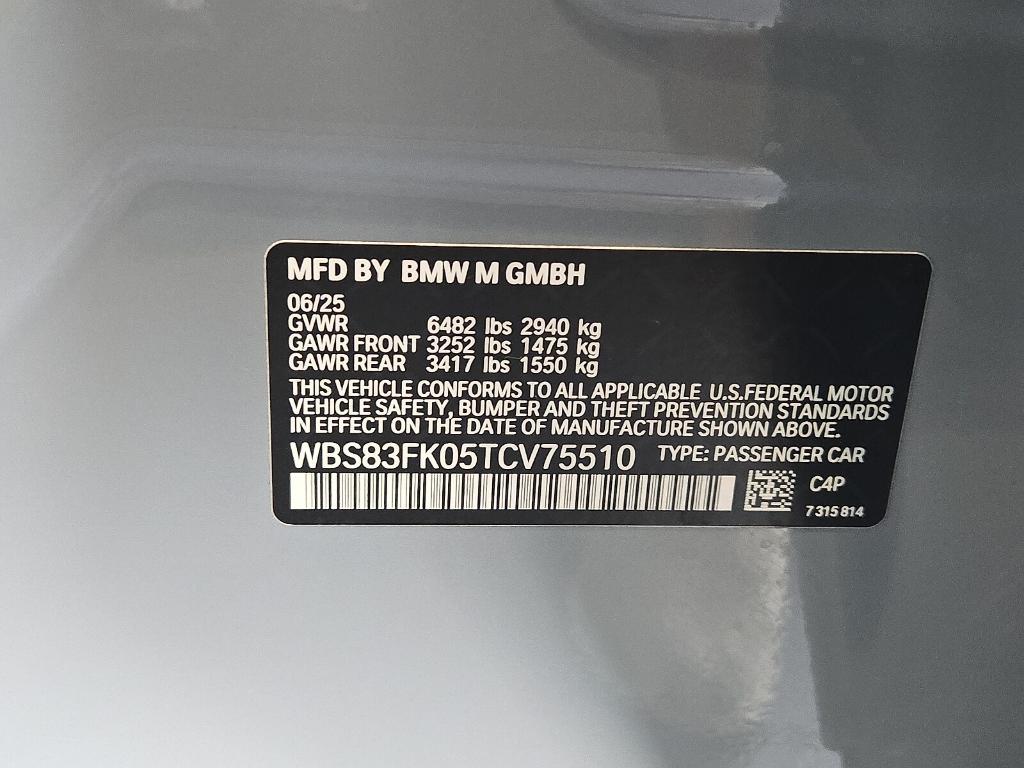 MFD BY BMW M GMBH
06/25
GVWR 6482 lbs 2940 kg
GAWR FRONT 3252 lbs 1475 kg
GAWR REAR 3417 lbs 1550 kg
THIS VEHICLE CONFORMS TO ALL APPLICABLE U.S.FEDERAL MOTOR
VEHICLE SAFETY, BUMPER AND THEFT PREVENTION STANDARDS
IN EFFECT ON THE DATE OF MANUFACTURE SHOWN ABOVE.
WBS83FK05TCV75510 TYPE: PASSENGER CAR
C4P
7 315 814